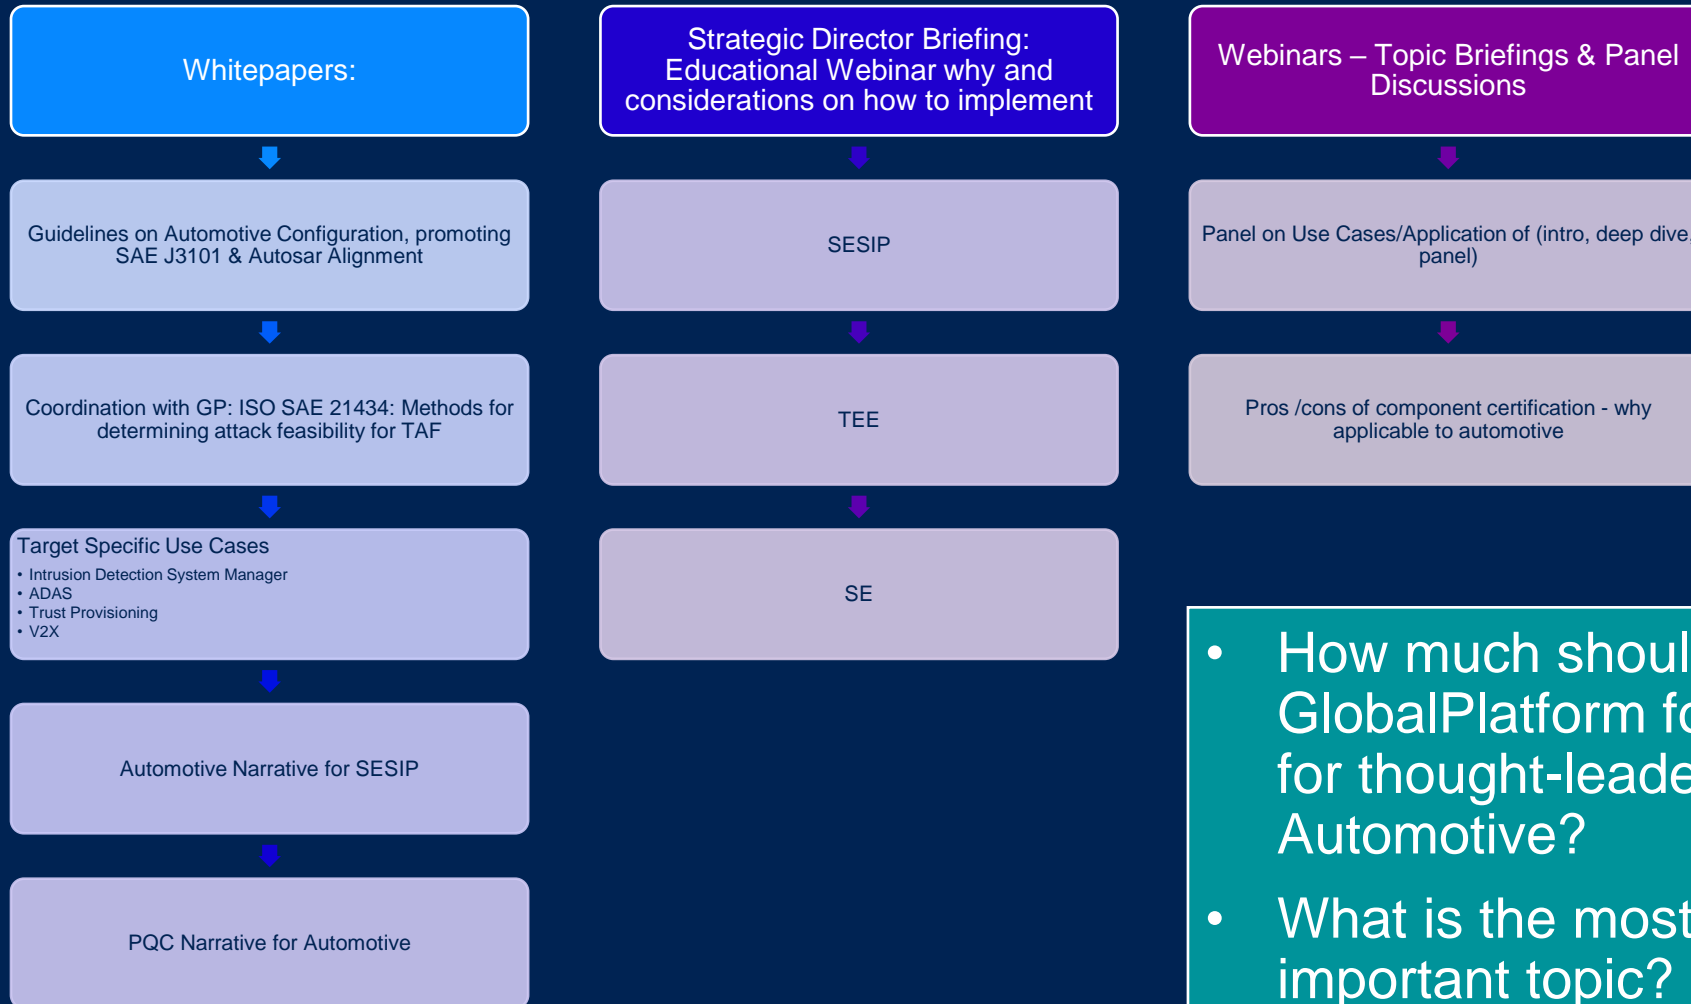 Whitepapers:
Guidelines on Automotive Configuration, promoting
SAE J3101 & Autosar Alignment
Coordination with GP: ISO SAE 21434: Methods for
determining attack feasibility for TAF
Target Specific Use Cases
• Intrusion Detection System Manager
• ADAS
• Trust Provisioning
• V2X
Automotive Narrative for SESIP
PQC Narrative for Automotive
Strategic Director Briefing:
Educational Webinar why and
considerations on how to implement
SESIP
TEE
SE
Webinars – Topic Briefings & Panel
Discussions
Panel on Use Cases/Application of (intro, deep dive,
panel)
Pros /cons of component certification - why
applicable to automotive
• How much
GlobalPlatform
for
Automotive?
• What is the most
important topic?